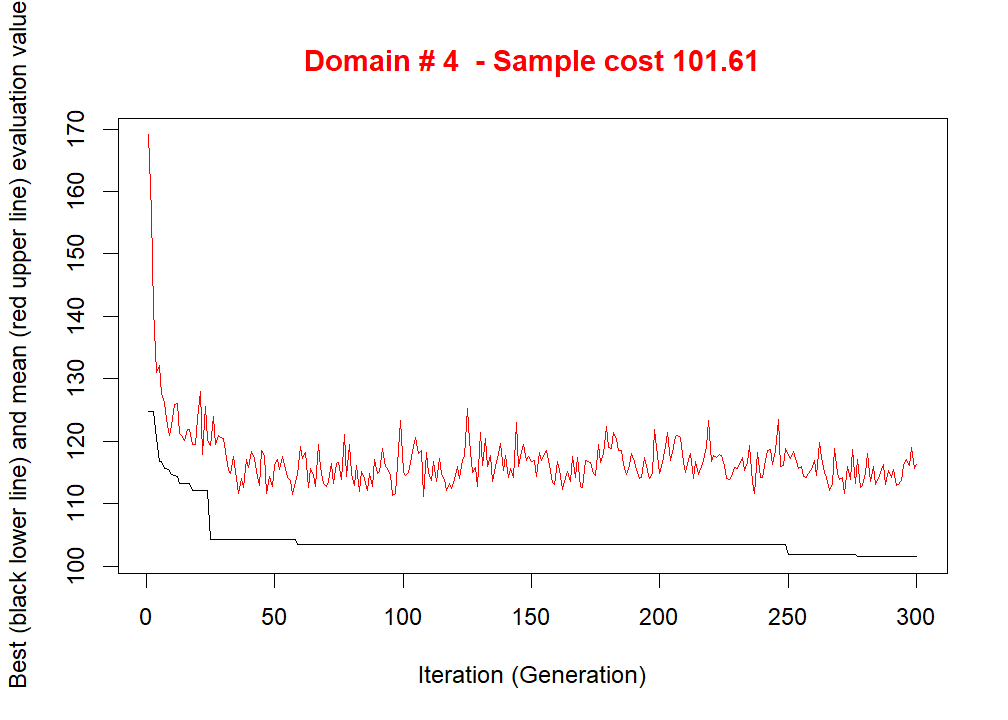 Domain # 4  - Sample cost 101.61
Best (black lower line) and mean (red upper line) evaluation value
170
160
150
140
130
120
110
100
0 50 100 150 200 250 300
Iteration (Generation)